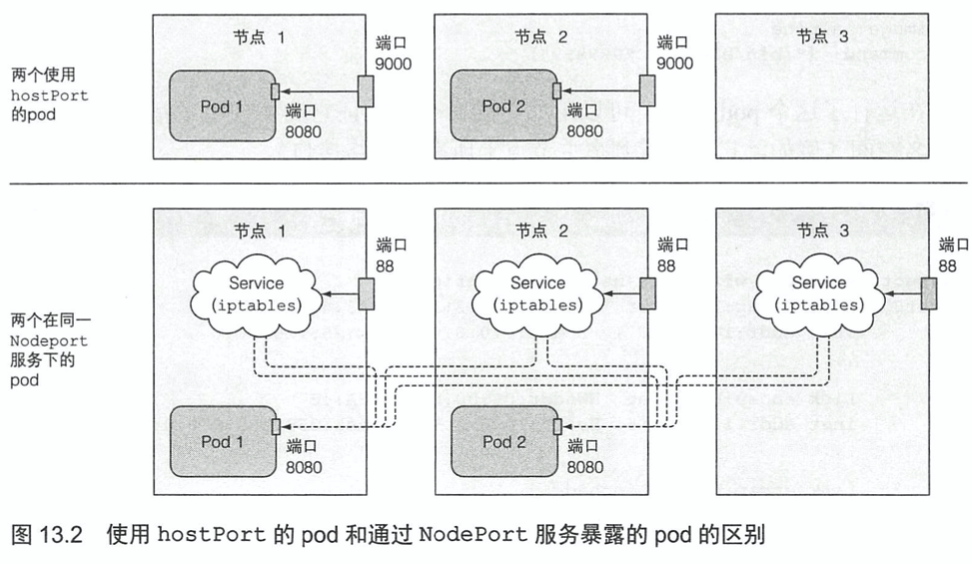 两个使用
hostPort
的pod
节点 1
Pod 1
端口
8080
端口
9000
节点 2
Pod 2
端口
8080
端口
9000
节点 3
两个在同一
Nodeport
服务下的
pod
节点 1
端口
88
Service
(iptables)
Pod 1
端口
8080
节点 2
端口
88
Service
(iptables)
Pod 2
端口
8080
节点 3
端口
88
Service
(iptables)
图 13.2 使用 hostPort 的 pod 和通过 NodePort 服务暴露的 pod 的区别